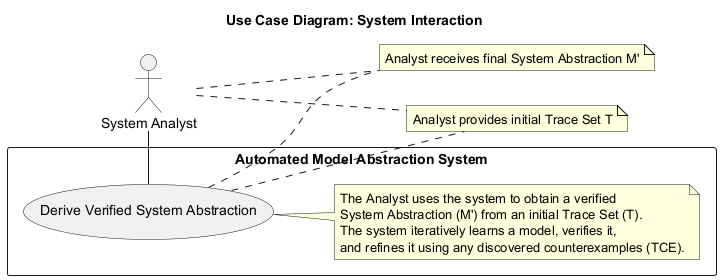 Use Case Diagram: System Interaction
Analyst receives final System Abstraction M'
System Analyst
Analyst provides initial Trace Set T
Automated Model Abstraction System
Derive Verified System Abstraction
The Analyst uses the system to obtain a verified
System Abstraction (M') from an initial Trace Set (T).
The system iteratively learns a model, verifies it,
and refines it using any discovered counterexamples (TCE).